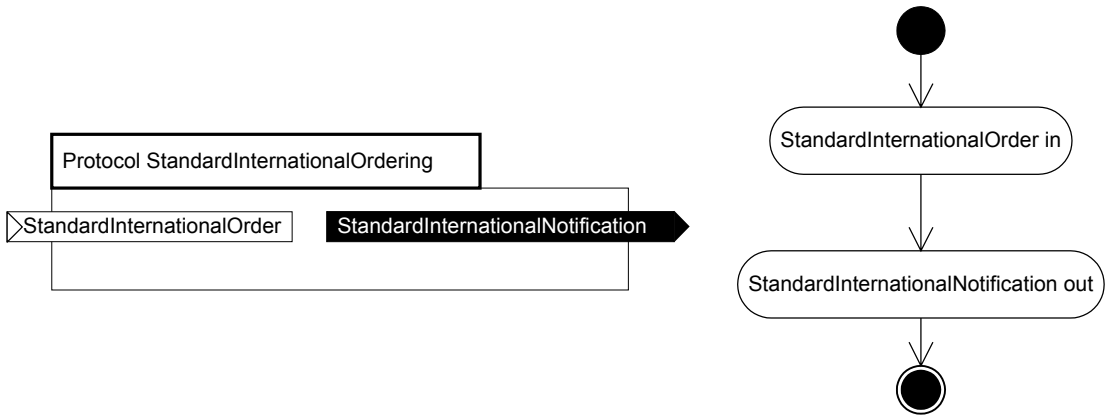 Protocol StandardInternationalOrdering
StandardInternationalOrder
StandardInternationalNotification
StandardInternationalOrder in
StandardInternationalNotification out